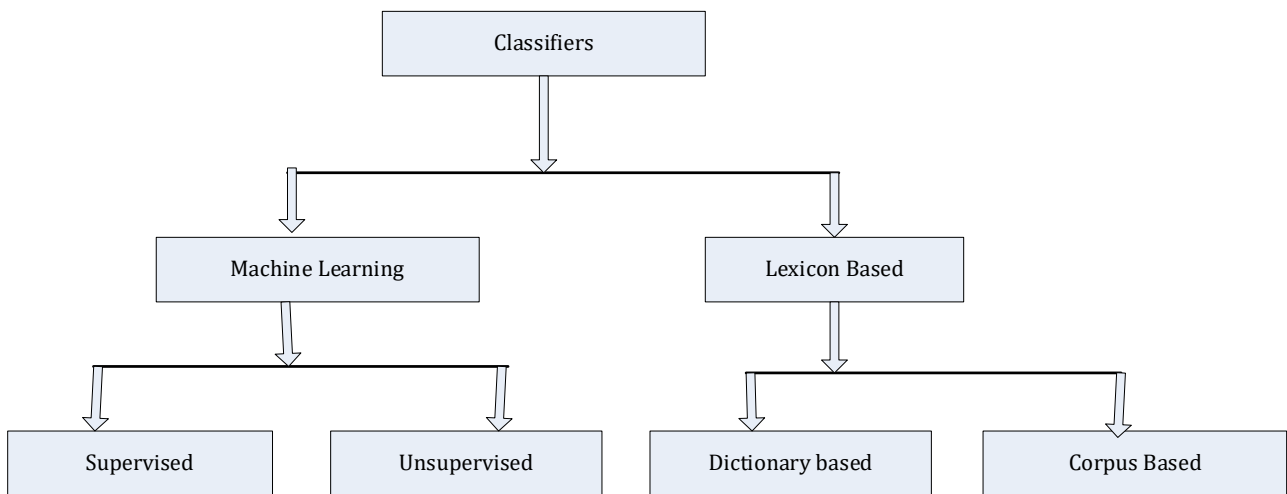 Classifiers
Machine Learning
Lexicon Based
Supervised
Unsupervised
Dictionary based
Corpus Based